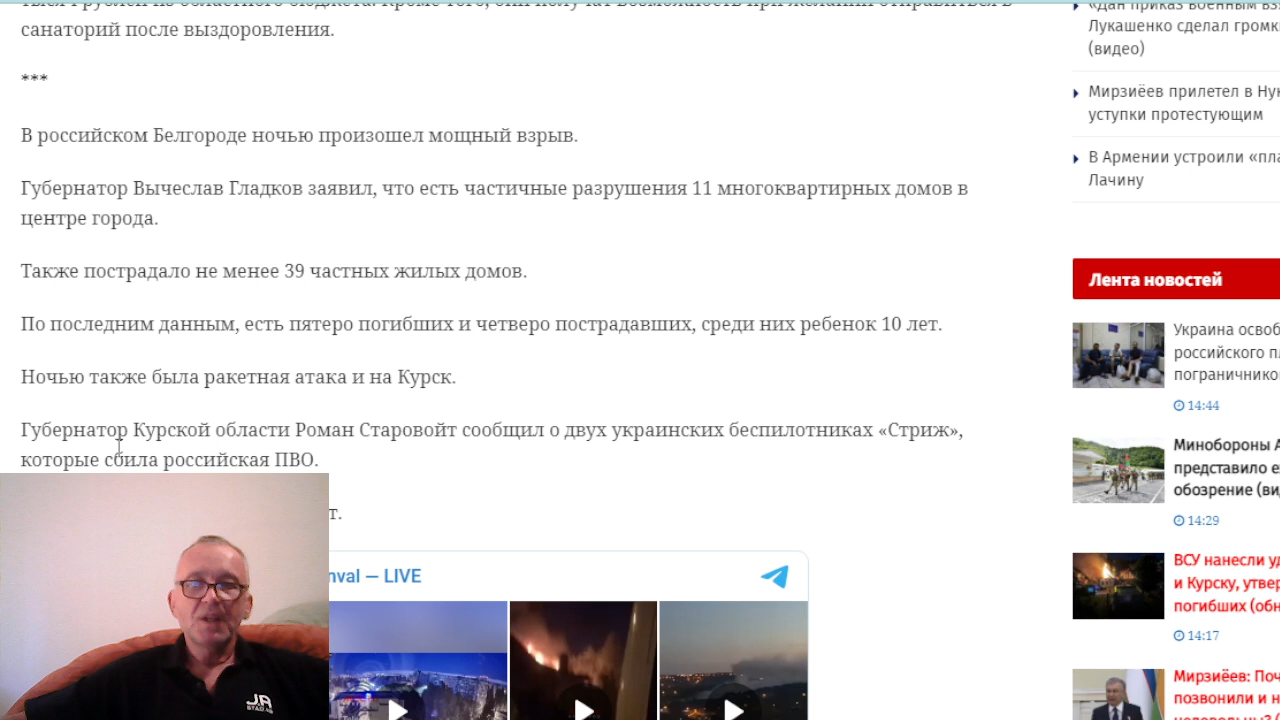 санаторий после выздоровления.
***
В российском Белгороде ночью произошел мощный взрыв.
Губернатор Вычеслав Гладков заявил, что есть частичные разрушения 11 многоквартирных домов в
центре города.
Также пострадало не менее 39 частных жилых домов.
По последним данным, есть пятеро погибших и четверо пострадавших, среди них ребенок 10 лет.
Ночью также была ракетная атака и на Курск.
Губернатор Курской области Роман Старовойт сообщил о двух украинских беспилотниках «Стриж»,
которые сбила российская ПВО.
т.
nval — LIVE
«Дан приказ военным вз
Лукашенко сделал громк
(видео)
Мирзиёев прилетел в Нук
уступки протестующим
В Армении устроили «пла
Лачину
Лента новостей
Украина освоб
российского пл
пограничнико
14:44
Минобороны А
представило е
обозрение (ви
14:29
ВСУ нанесли уд
и Курску, утвер
погибших (обн
14:17
Мирзиёев: Поч
позвонили и н